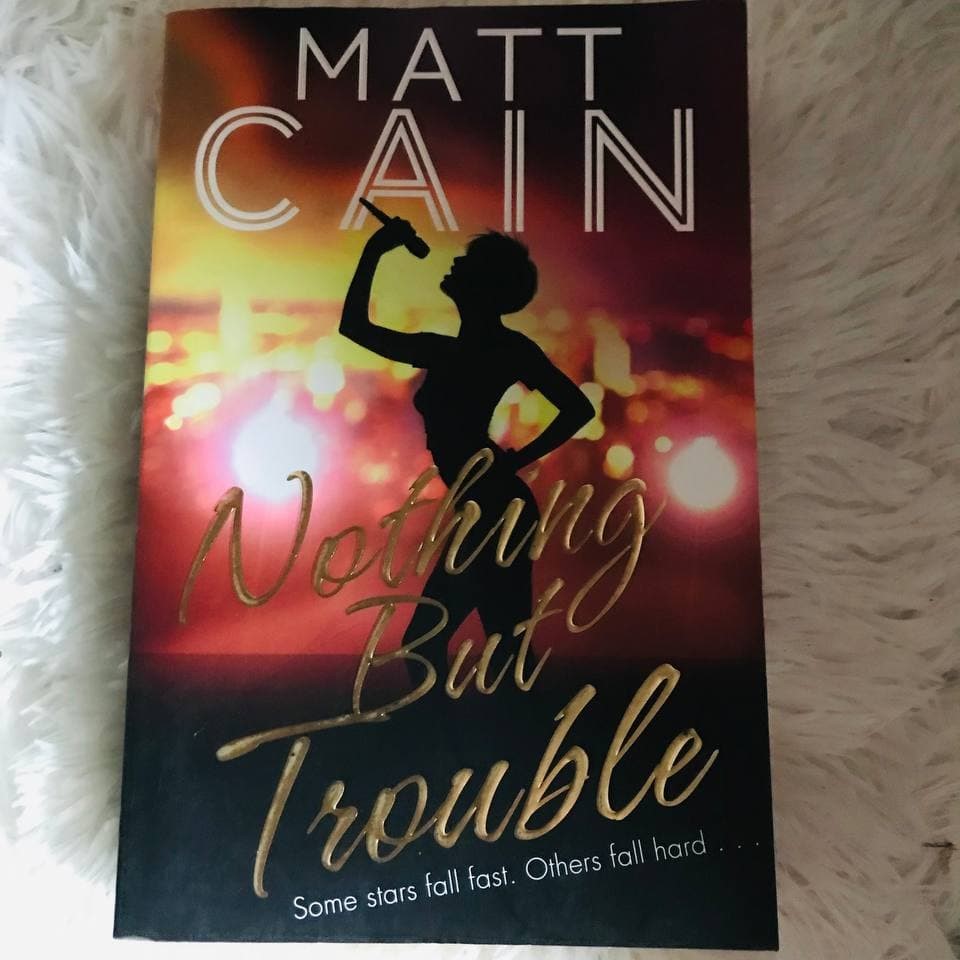 MATT
CAIN
Nothing
But
Trouble
Some stars fall fast. Others fall hard . . .